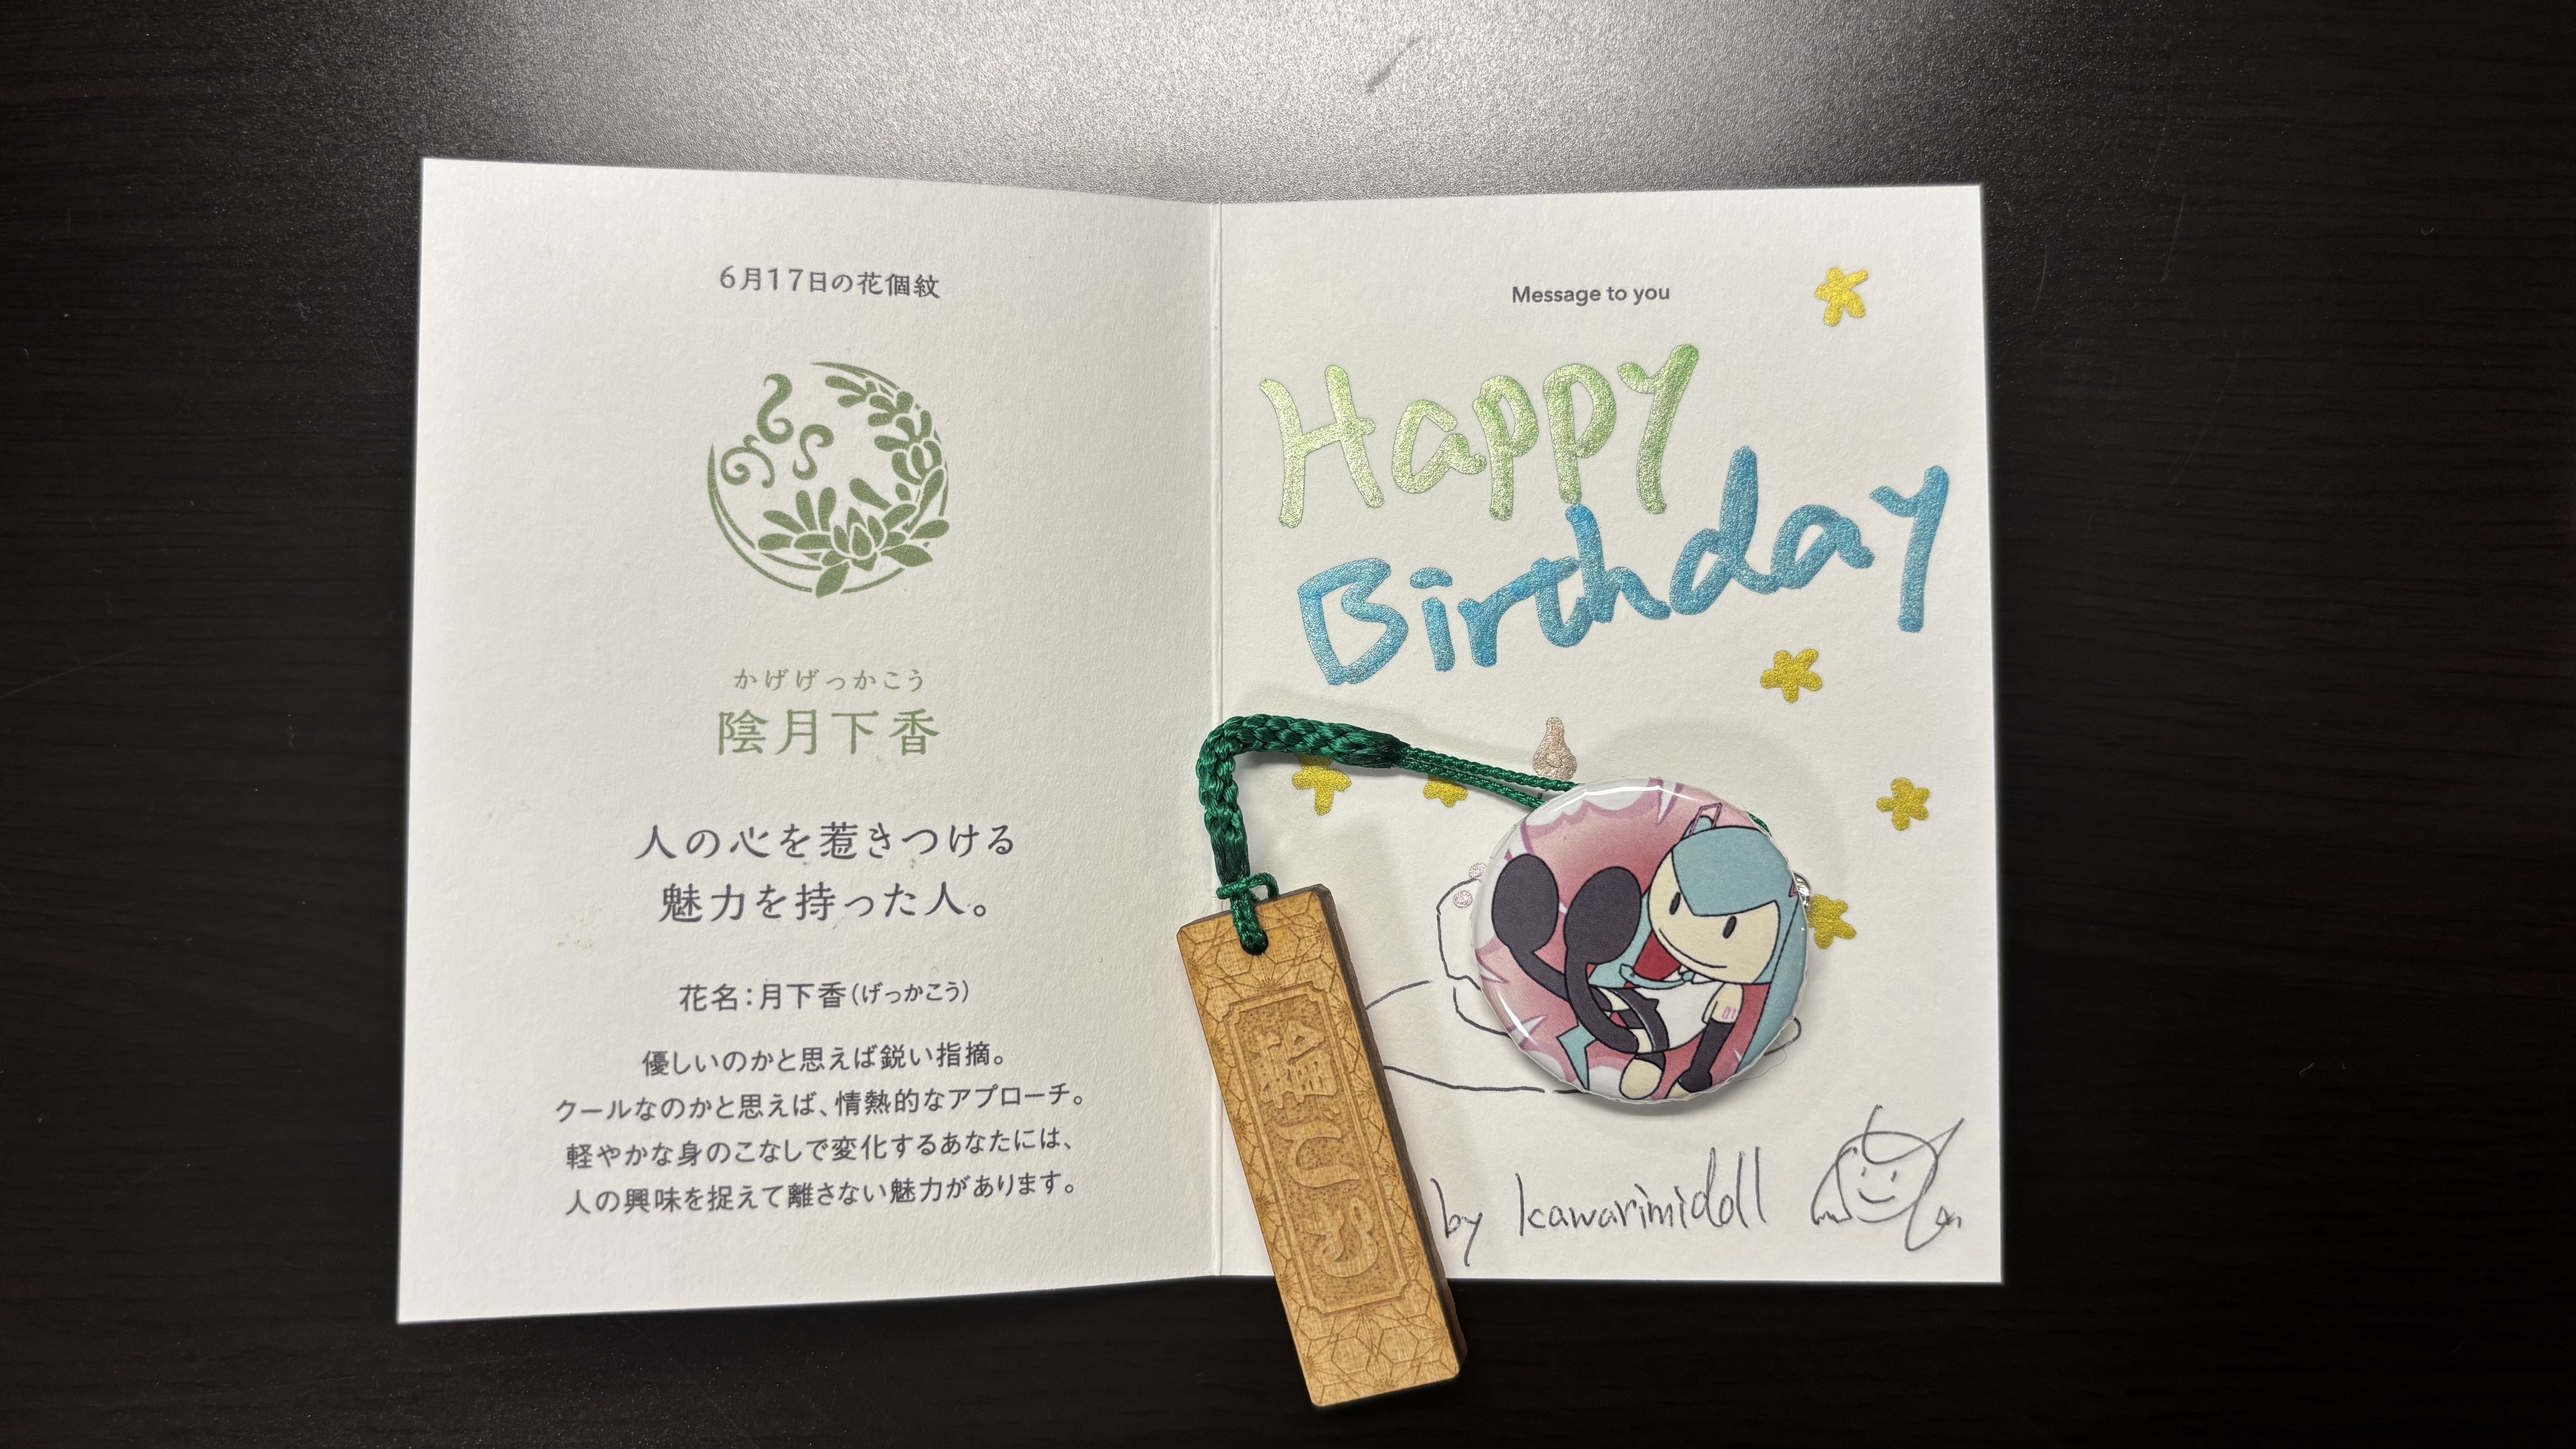 6月17日の花個紋
かげげっかこう
陰月下香
人の心を惹きつける
魅力を持った人。
花名：月下香（げっかこう）
優しいのかと思えば鋭い指摘。
クールなのかと思えば、情熱的なアプローチ。
軽やかな身のこなしで変化するあなたには、
人の興味を捉えて離さない魅力があります。
Message to you
Happy
Birthday
01
by kawarimidoll